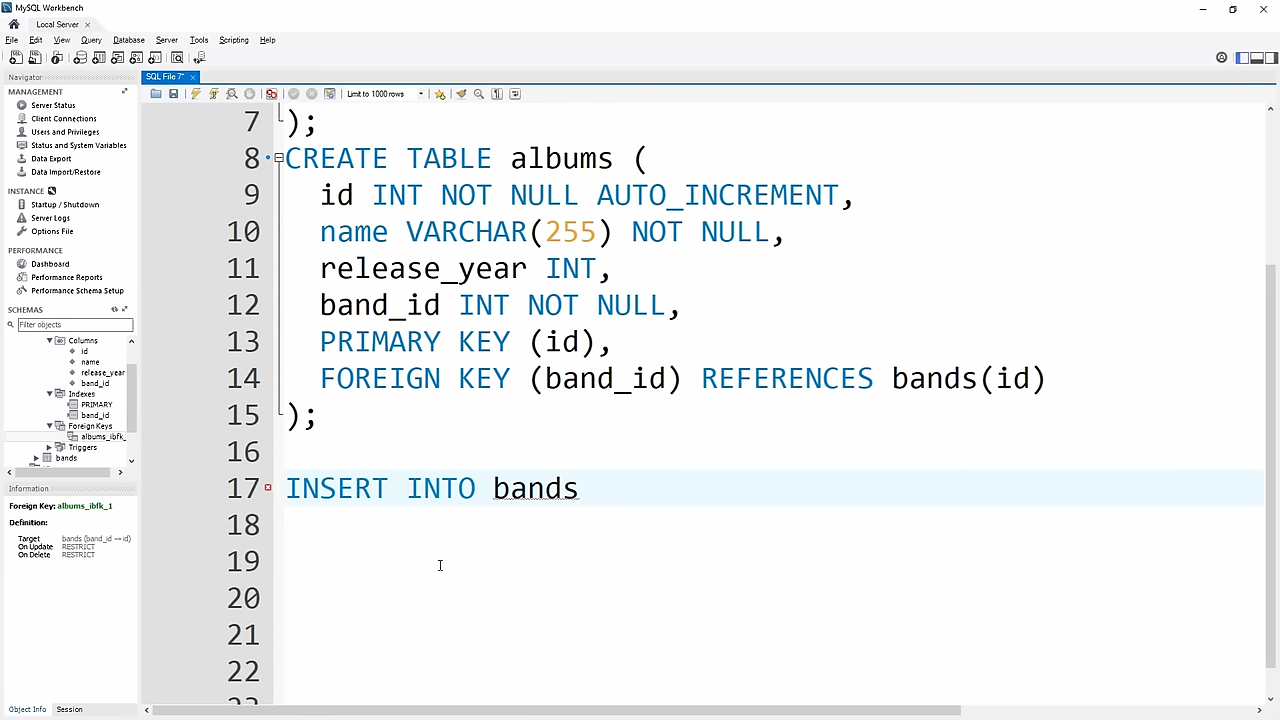 MySQL Workbench
Local Server ×
File Edit View Query Database Server Tools Scripting Help
Navigator
SQL File 7* ×
MANAGEMENT
Server Status
Client Connections
Users and Privileges
Status and System Variables
Data Export
Data Import/Restore
INSTANCE
Startup / Shutdown
Server Logs
Options File
PERFORMANCE
Dashboard
Performance Reports
Performance Schema Setup
SCHEMAS
Filter objects
Columns
id
name
release_year
band_id
Indexes
PRIMARY
band_id
Foreign Keys
albums_ibfk_
Triggers
bands
Information
Foreign Key: albums_ibfk_1
Definition:
Target bands (band_id → id)
On Update RESTRICT
On Delete RESTRICT
Object Info Session
Limit to 1000 rows
7 );
8 CREATE TABLE albums (
9 id INT NOT NULL AUTO_INCREMENT,
10 name VARCHAR(255) NOT NULL,
11 release_year INT,
12 band_id INT NOT NULL,
13 PRIMARY KEY (id),
14 FOREIGN KEY (band_id) REFERENCES bands(id)
15 );
16
17 INSERT INTO bands
18
19
20
21
22